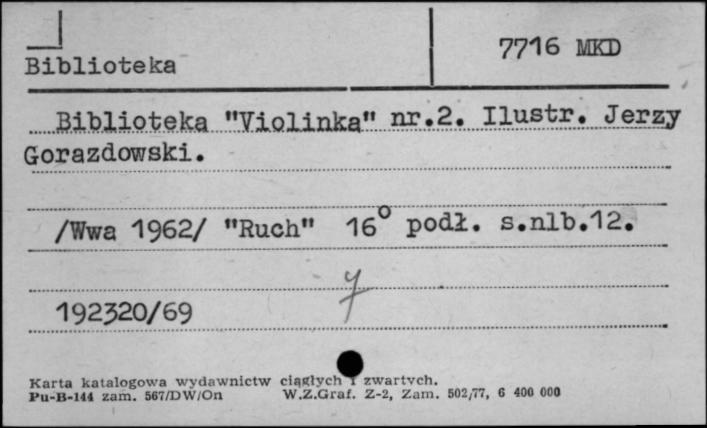 7716 MKD
Biblioteka
Biblioteka "Violinka" nr.2. Ilustr. Jerzy
Gorazdowski.
/Wwa 1962/ "Ruch" 16° podł. s.nlb.12.
7
192320/69
Karta katalogowa wydawnictw ciągłych i zwartych.
Pu-B-144 zam. 567/DW/On W.Z.Graf. Z-2, Zam. 502/77, 6 400 000